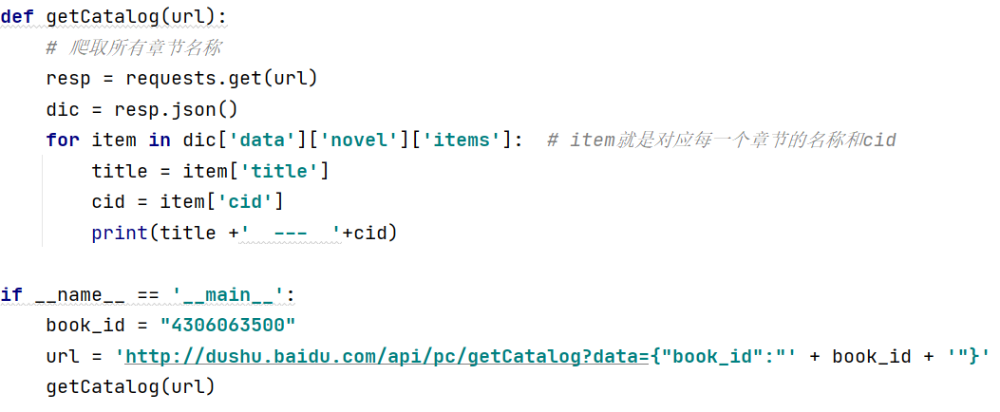 def getCatalog(url):
    # 爬取所有章节名称
    resp = requests.get(url)
    dic = resp.json()
    for item in dic['data']['novel']['items']:  # item就是对应每一个章节的名称和cid
        title = item['title']
        cid = item['cid']
        print(title +'  ---  '+cid)
if __name__ == '__main__':
    book_id = "4306063500"
    url = 'http://dushu.baidu.com/api/pc/getCatalog?data={"book_id":"' + book_id + '"}'
    getCatalog(url)